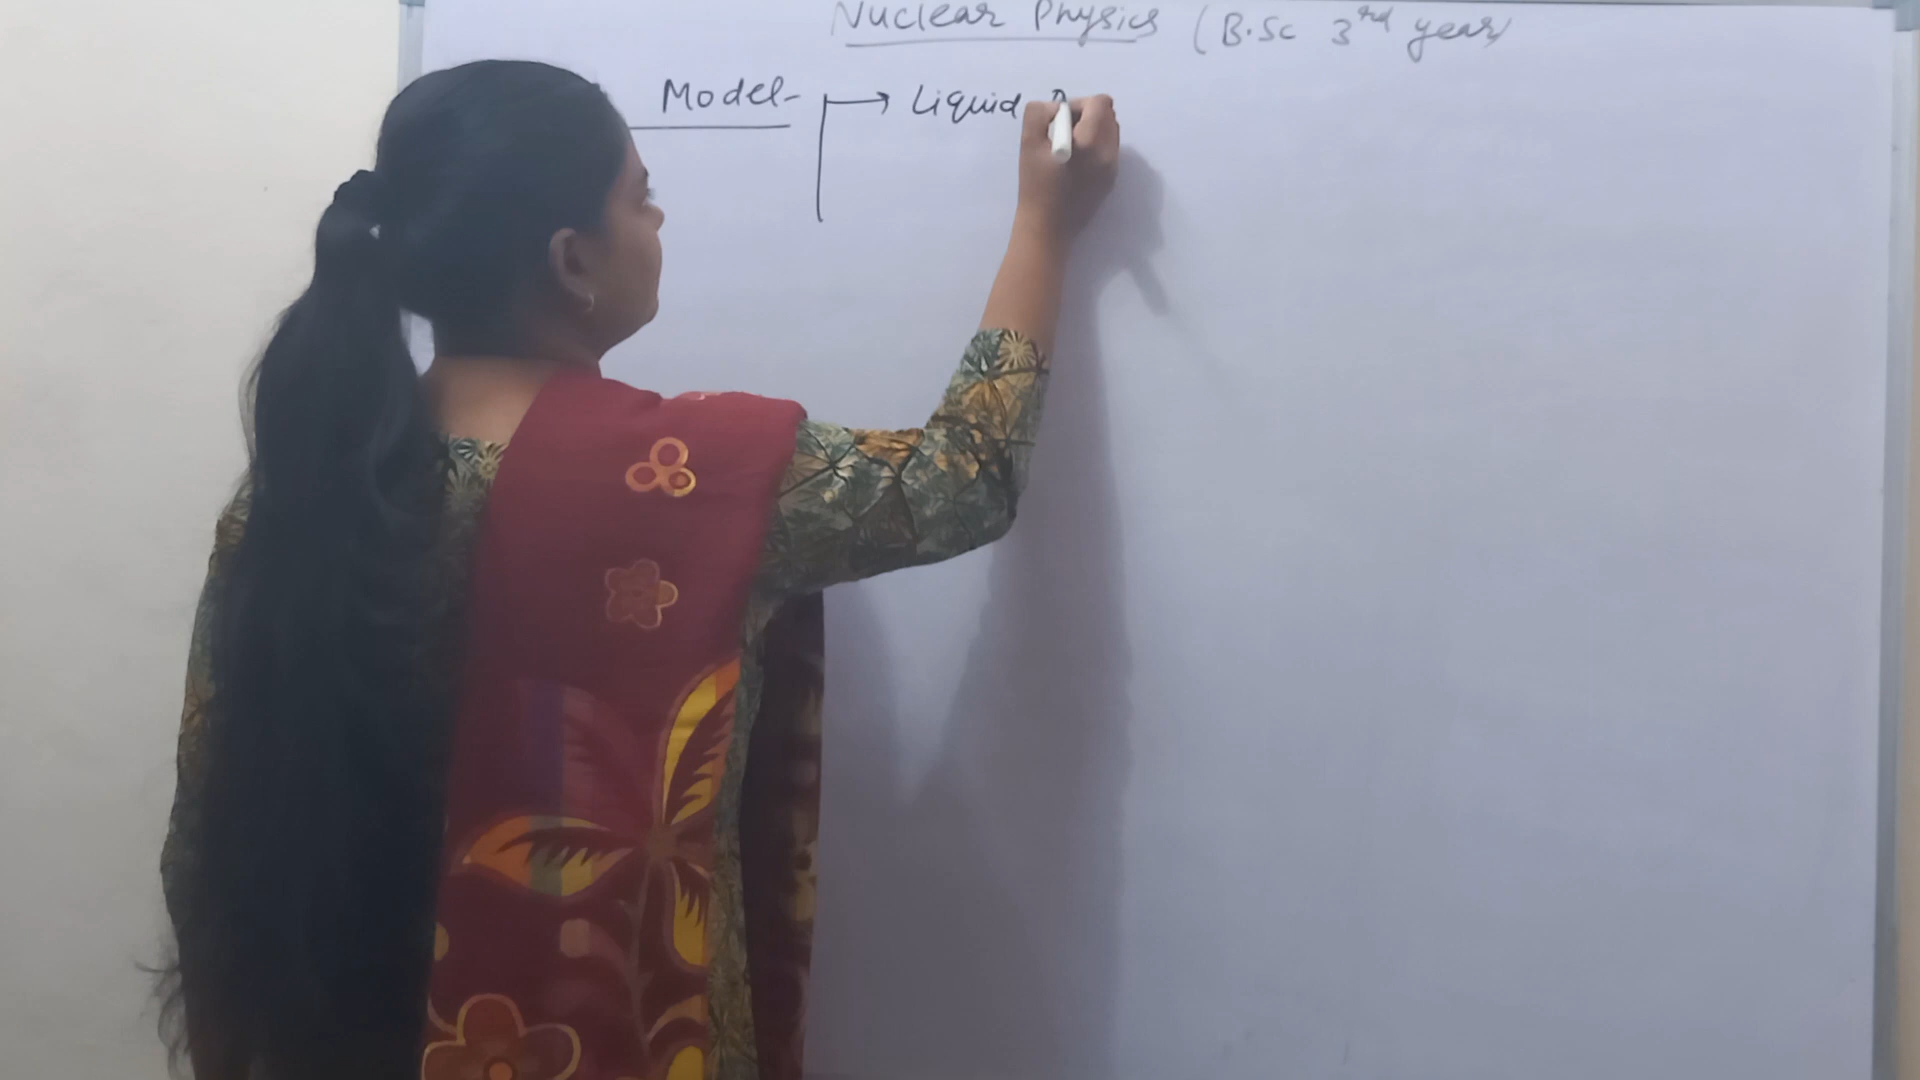 Nuclear Physics (B.Sc 3rd year)
Model- → Liquid